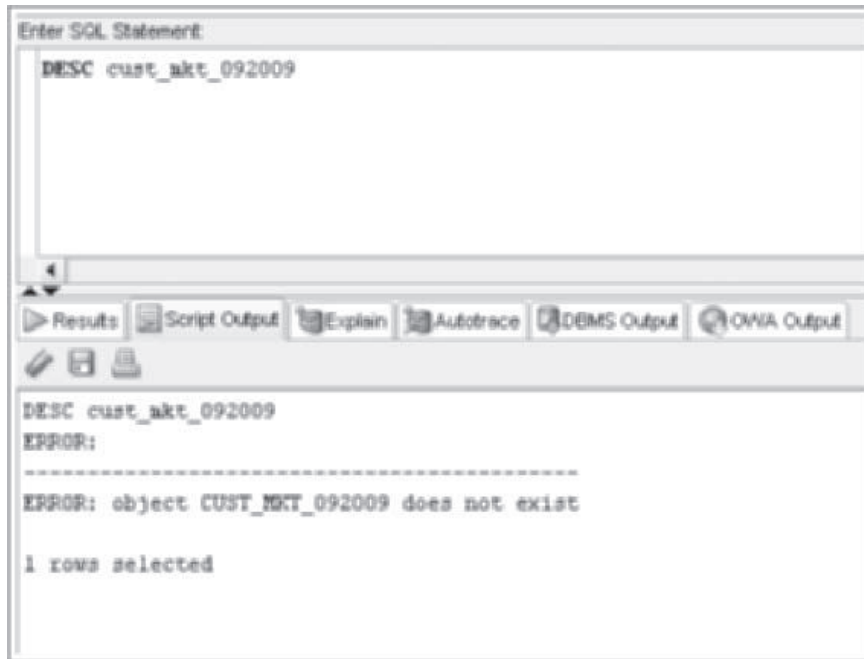 Enter SQL Statement:
DESC cust_mkt_092009
Results Script Output Explain Autotrace DBMS Output OWA Output
DESC cust_mkt_092009
ERROR:
--------------------------------------------
ERROR: object CUST_MKT_092009 does not exist
1 rows selected